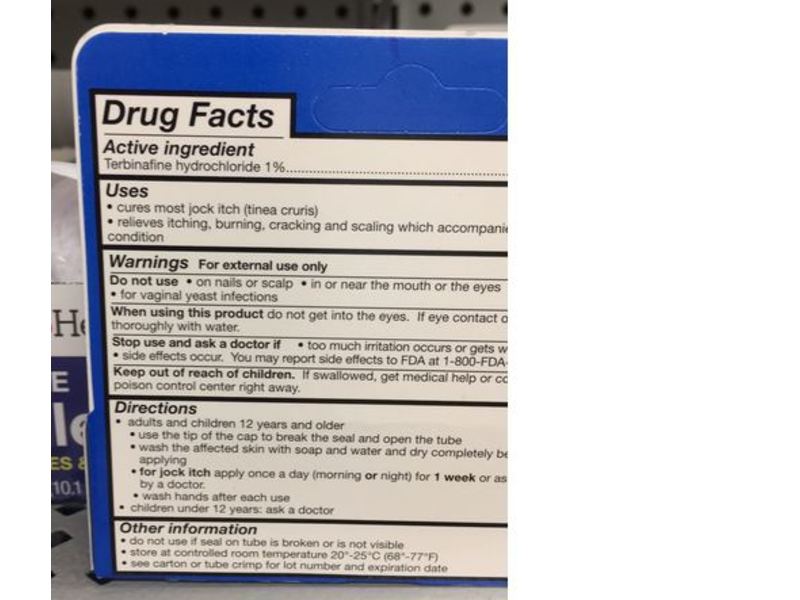 Drug Facts
Active ingredient
Terbinafine hydrochloride 1%
Uses
• cures most jock itch (tinea cruris)
• relieves itching, burning, cracking and scaling which
condition
Warnings For external use only
Do not use • on nails or scalp • in or near the mouth or the eyes
• for vaginal yeast infections
When using this product do not get into the eyes. If eye contact
thoroughly with water.
Stop use and ask a doctor if • too much irritation occurs or gets
• side effects occur. You may report side effects to FDA at 1-800-FDA-
Keep out of reach of children. If swallowed, get medical help or
poison control center right away.
Directions
• adults and children 12 years and older
• use the tip of the cap to break the seal and open the tube
• wash the affected skin with soap and water and dry completely
applying
• for jock itch apply once a day (morning or night) for 1 week or as
by a doctor.
• wash hands after each use
• children under 12 years: ask a doctor
Other information
• do not use if seal on tube is broken or is not visible
• store at controlled room temperature 20°-25°C (68°-77°F)
• see carton or tube crimp for lot number and expiration date